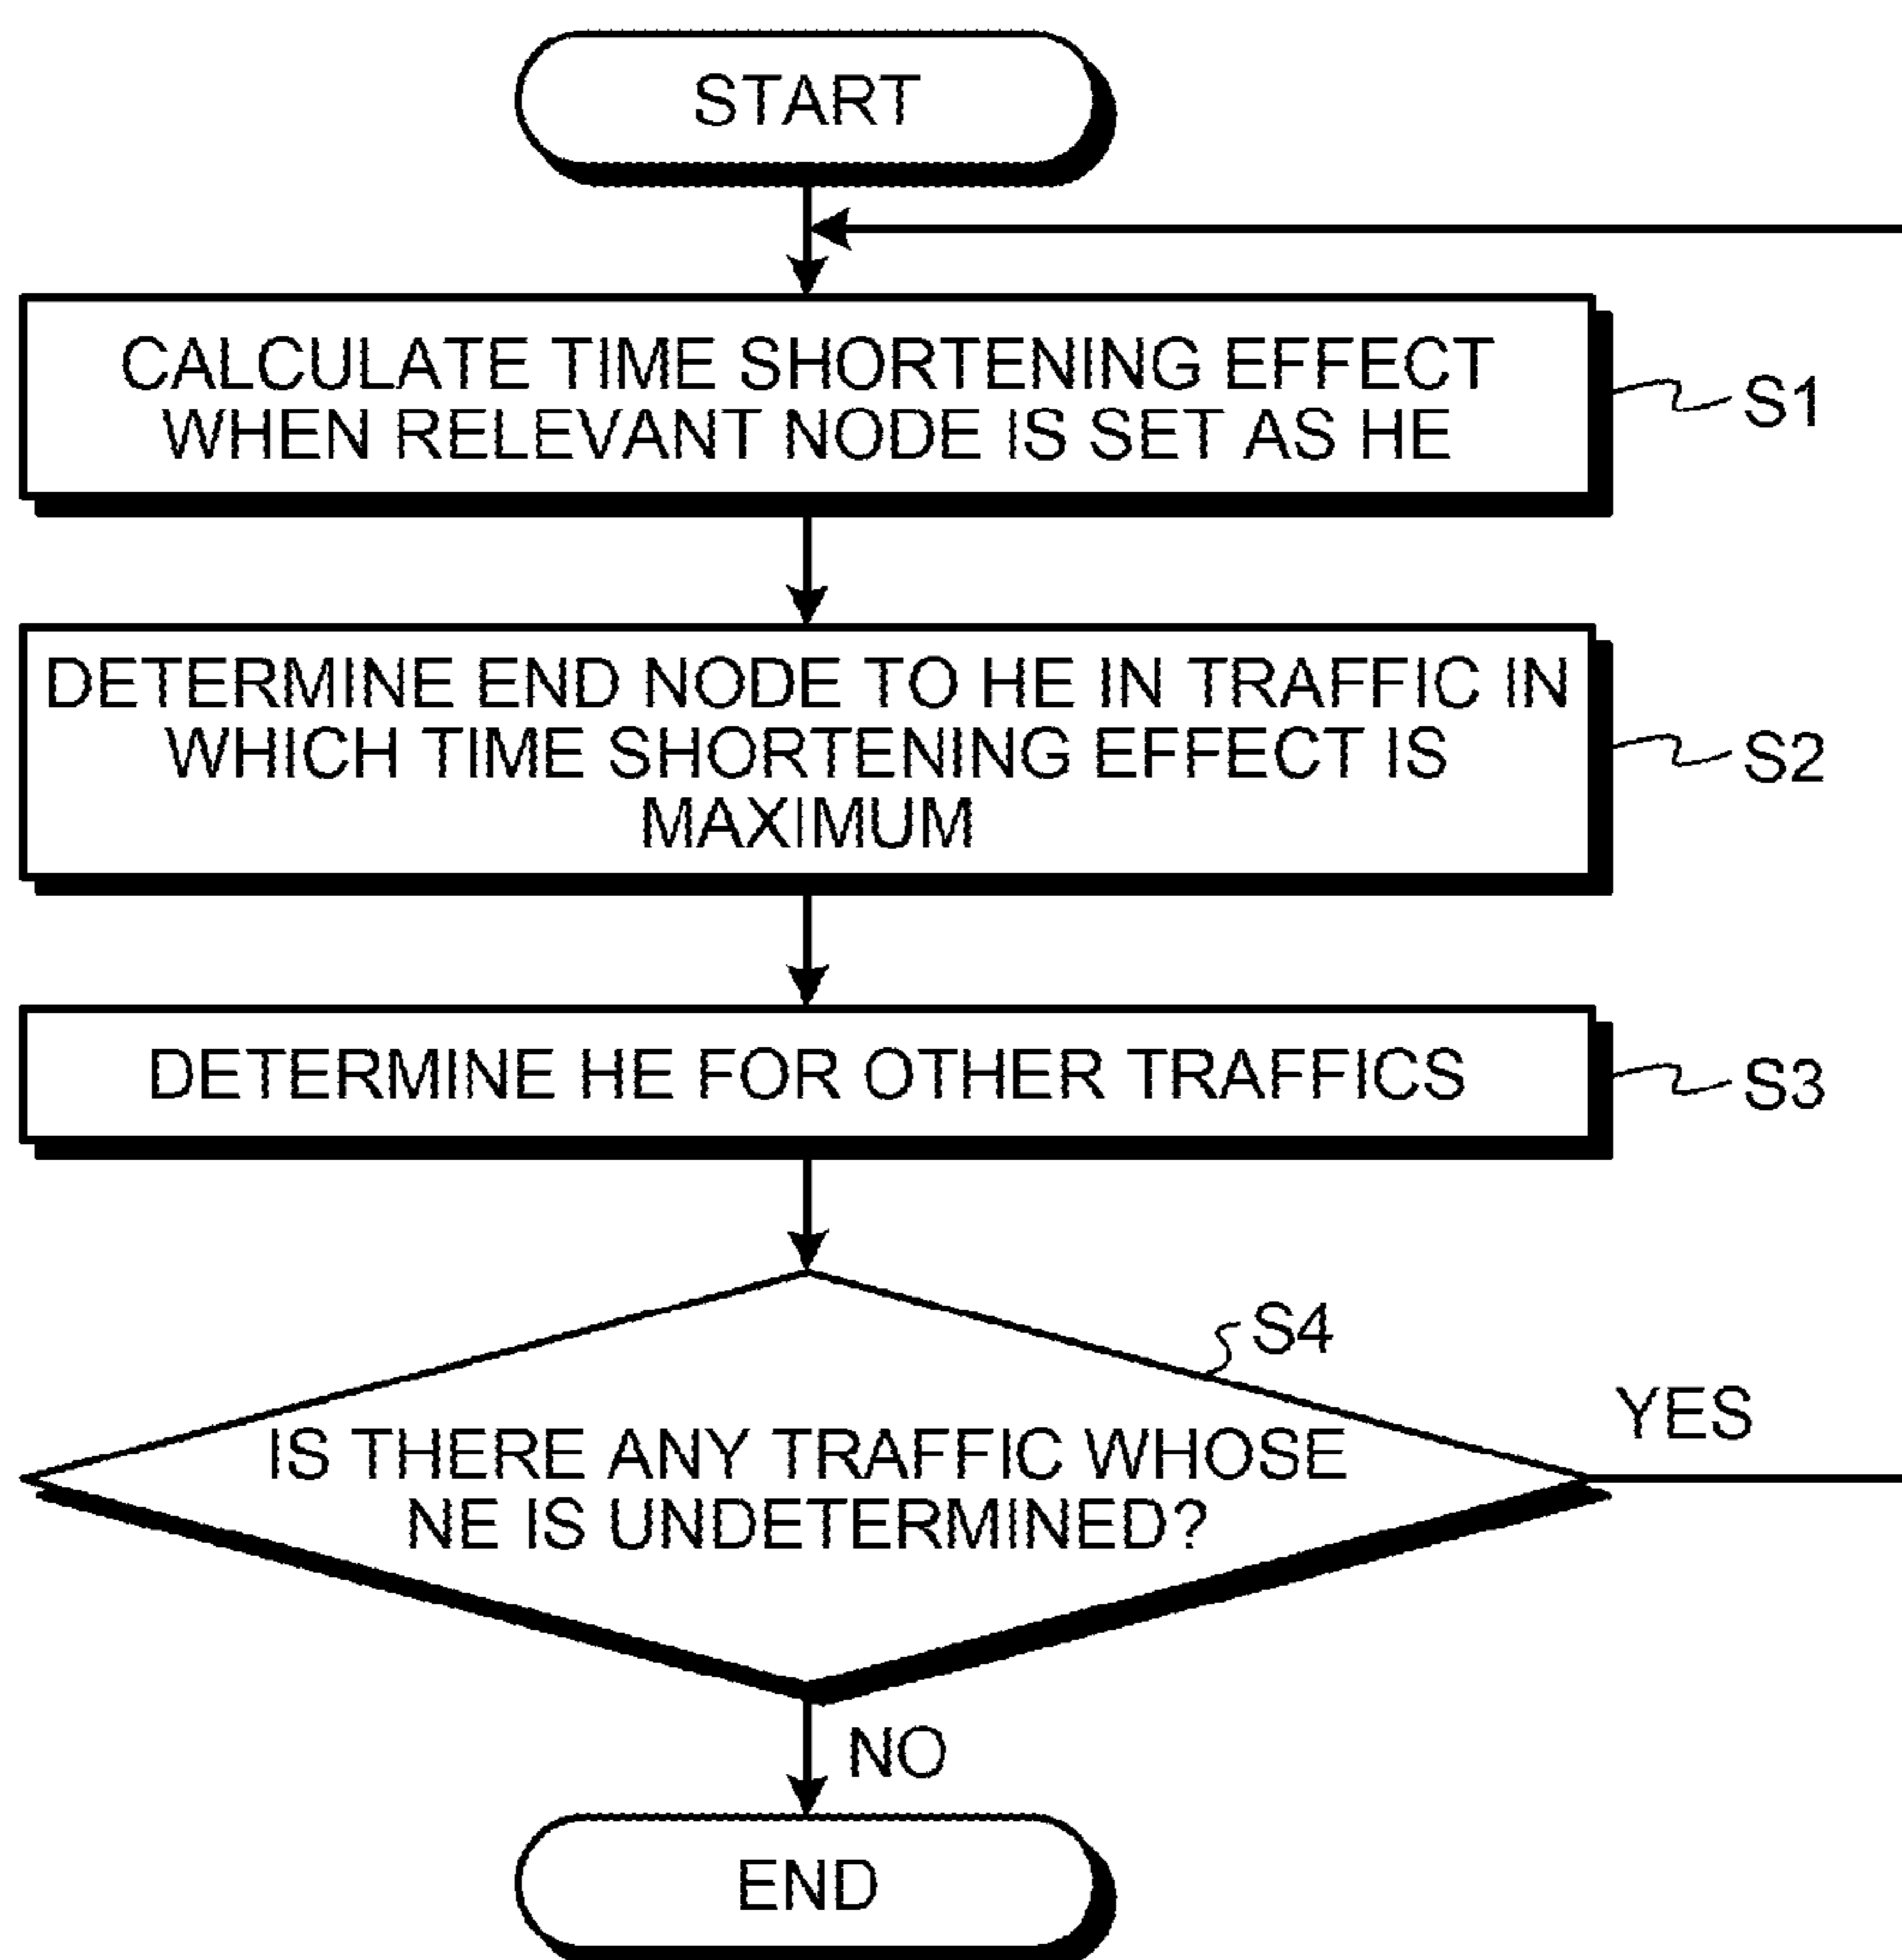 START
CALCULATE TIME SHORTENING EFFECT
WHEN RELEVANT NODE IS SET AS HE
S1
DETERMINE END NODE TO HE IN TRAFFIC IN
WHICH TIME SHORTENING EFFECT IS
MAXIMUM
S2
DETERMINE HE FOR OTHER TRAFFICS
S3
S4
IS THERE ANY TRAFFIC WHOSE
NE IS UNDETERMINED?
YES
NO
END